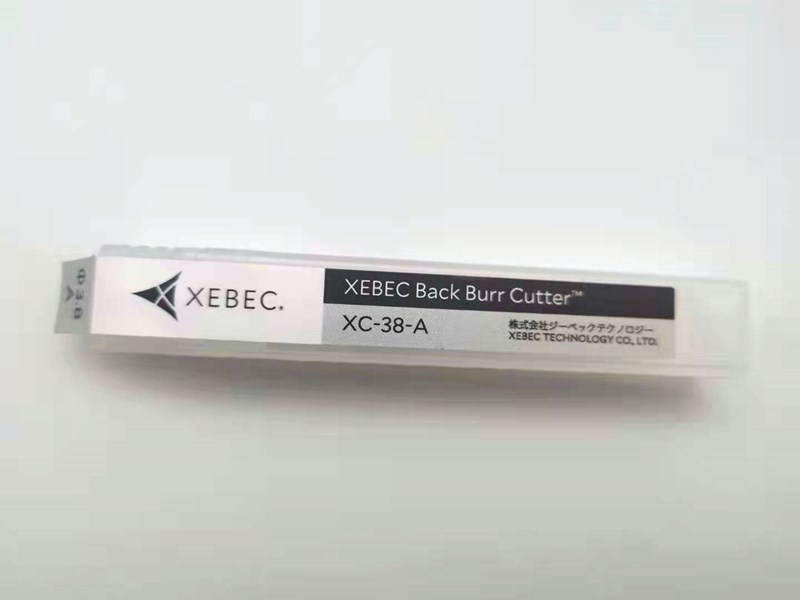 Φ3.8
A
XEBEC®
XEBEC Back Burr Cutter™
XC-38-A
株式会社ジーベックテクノロジー
XEBEC TECHNOLOGY CO., LTD.